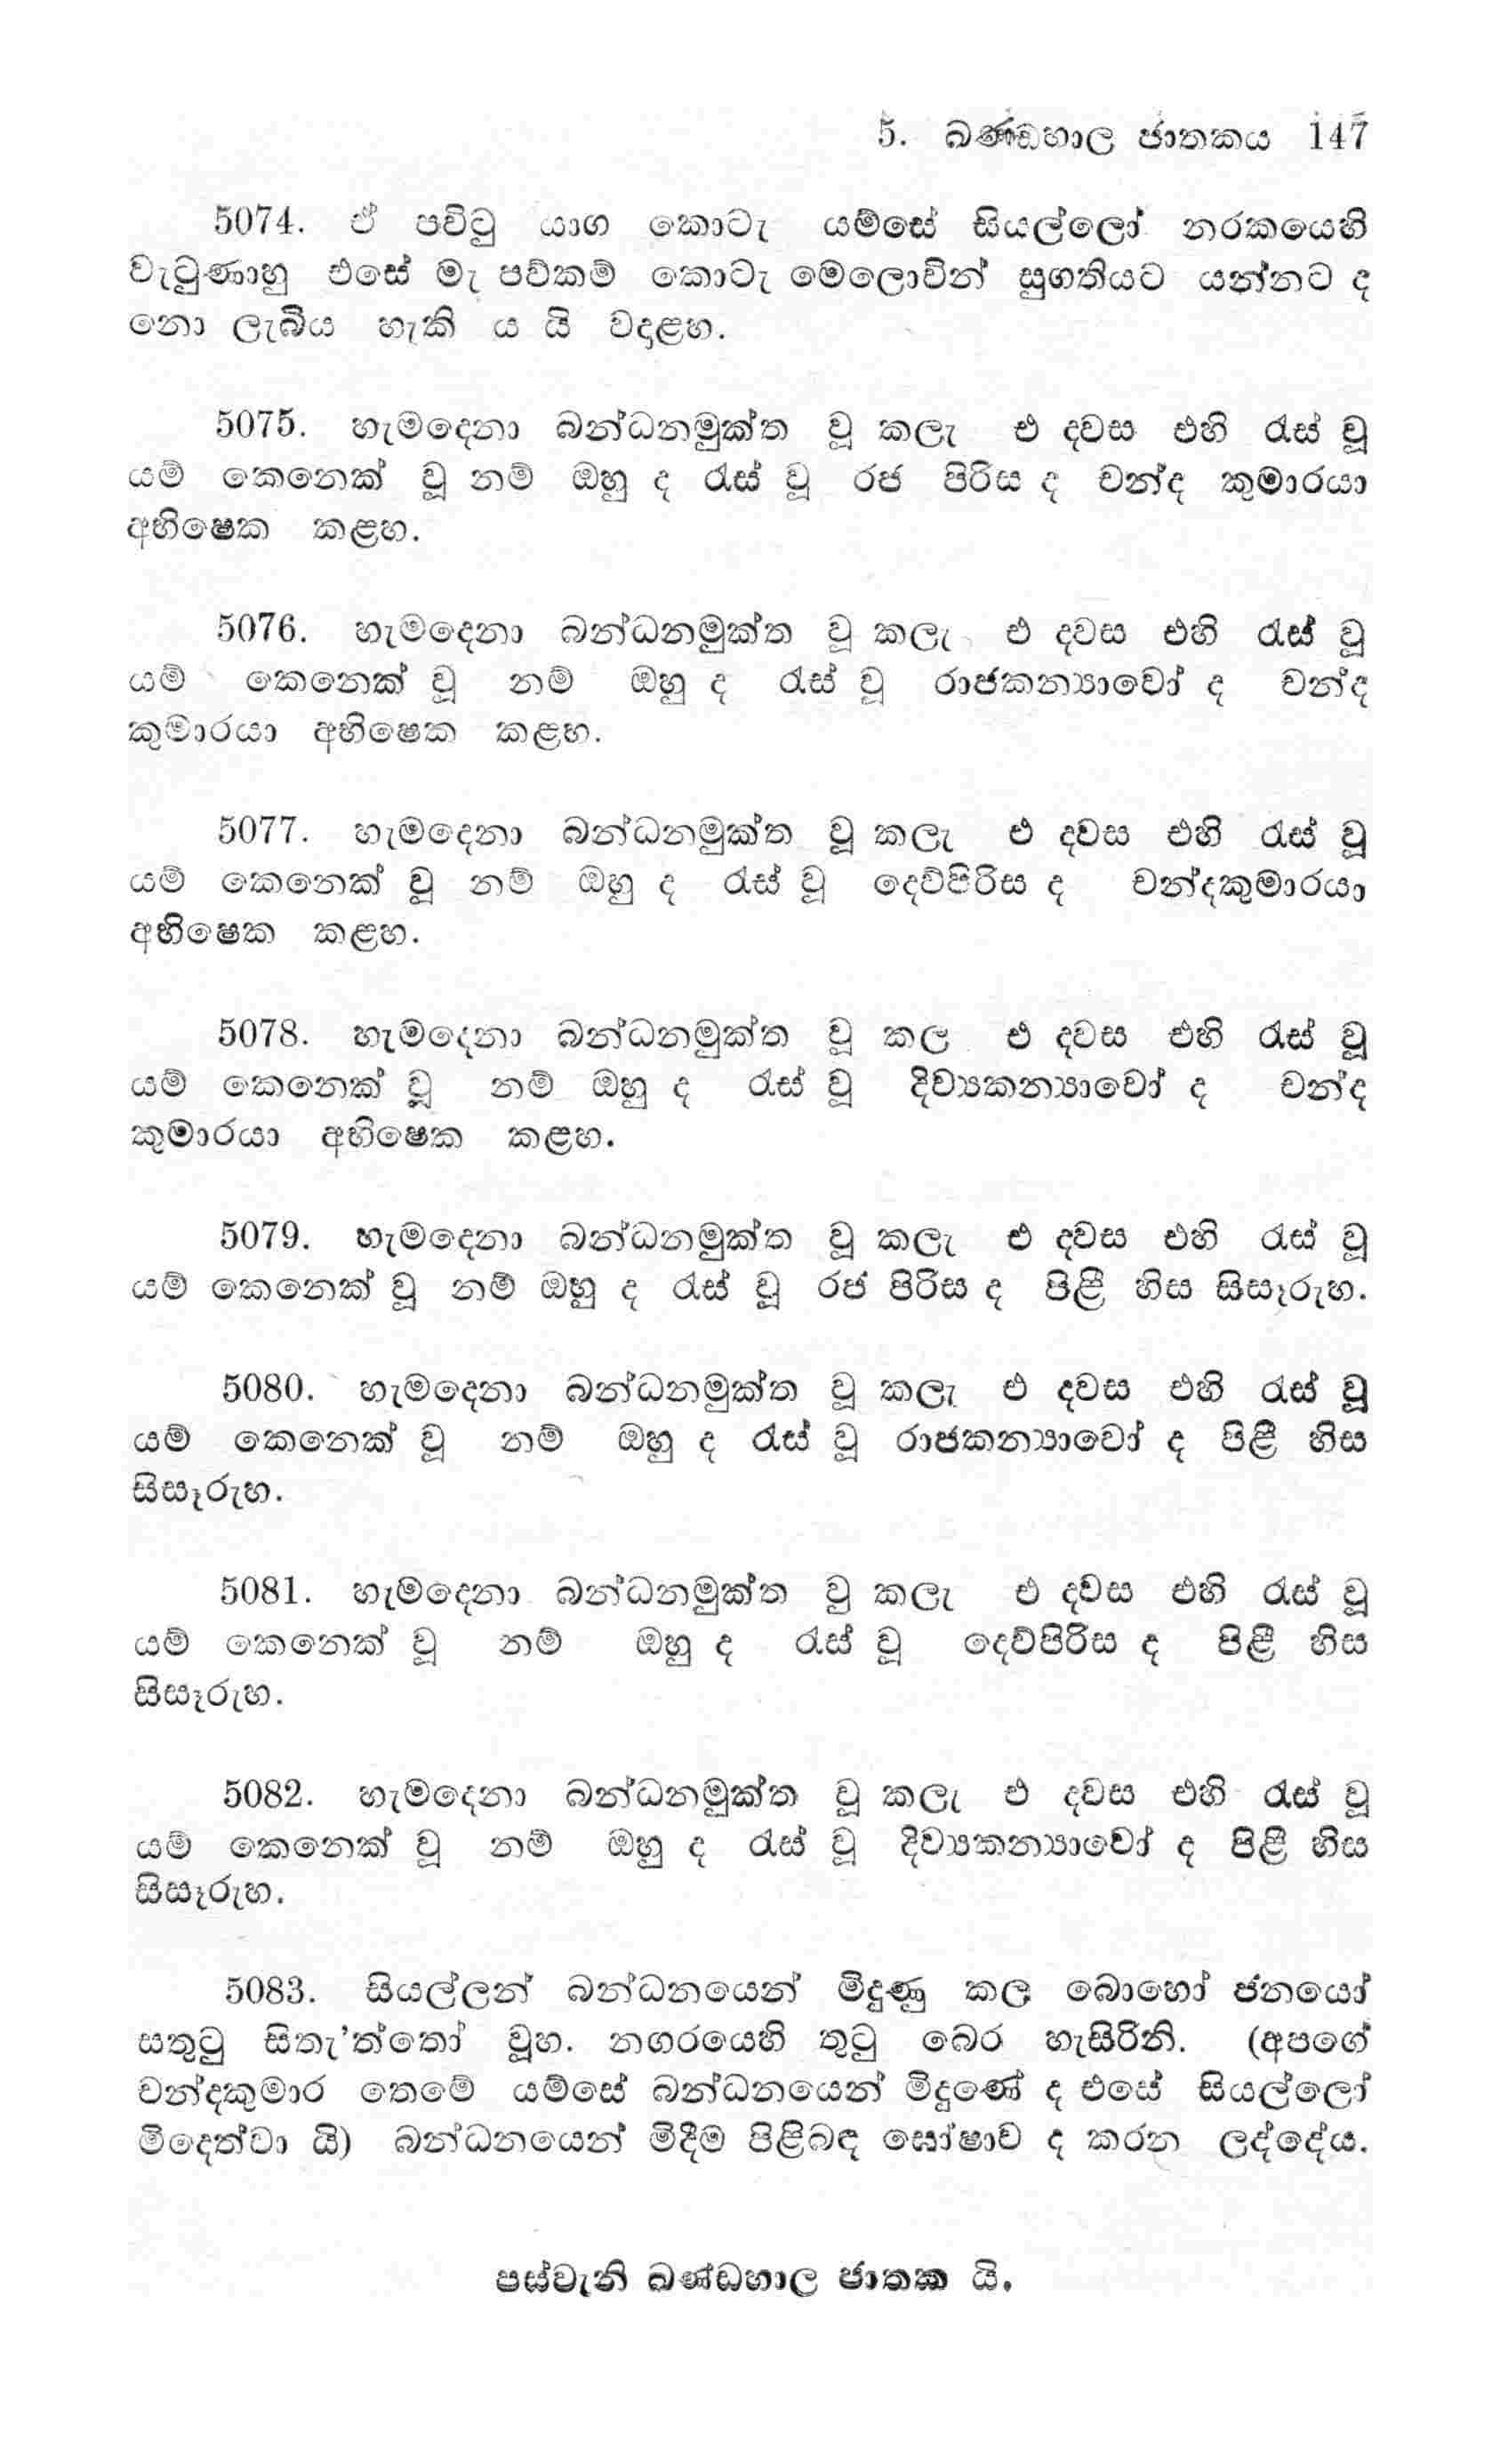 5. ඛණ්ඩහාල ජාතකය 147
5074. ඒ පවිටු යාග කොටැ යම්සේ සියල්ලෝ නරකයෙහි
වැටුණාහු එසේ මැ පව්කම් කොටැ මෙලොවින් සුගතියට යන්නට ද
නො ලැබිය හැකි ය යි වදාළහ.
5075. හැමදෙනා බන්ධනමුක්ත වූ කලැ එ දවස එහි රැස් වූ
යම් කෙනෙක් වූ නම් ඔහු ද රැස් වූ රජ පිරිස ද චන්ද කුමාරයා
අභිෂෙක කළහ.
5076. හැමදෙනා බන්ධනමුක්ත වූ කලැ එ දවස එහි රැස් වූ
යම් කෙනෙක් වූ නම් ඔහු ද රැස් වූ රාජකන්‍යාවෝ ද චන්ද
කුමාරයා අභිෂෙක කළහ.
5077. හැමදෙනා බන්ධනමුක්ත වූ කලැ එ දවස එහි රැස් වූ
යම් කෙනෙක් වූ නම් ඔහු ද රැස් වූ දෙව්පිරිස ද චන්දකුමාරයා
අභිෂෙක කළහ.
5078. හැමදෙනා බන්ධනමුක්ත වූ කල එ දවස එහි රැස් වූ
යම් කෙනෙක් වූ නම් ඔහු ද රැස් වූ දිව්‍යකන්‍යාවෝ ද චන්ද
කුමාරයා අභිෂෙක කළහ.
5079. හැමදෙනා බන්ධනමුක්ත වූ කලැ එ දවස එහි රැස් වූ
යම් කෙනෙක් වූ නම් ඔහු ද රැස් වූ රජ පිරිස ද පිළී හිස සිසෑරුහ.
5080. හැමදෙනා බන්ධනමුක්ත වූ කලැ එ දවස එහි රැස් වූ
යම් කෙනෙක් වූ නම් ඔහු ද රැස් වූ රාජකන්‍යාවෝ ද පිළී හිස
සිසෑරුහ.
5081. හැමදෙනා බන්ධනමුක්ත වු කලැ එ දවස එහි රැස් වූ
යම් කෙනෙක් වූ නම් ඔහු ද රැස් වූ දෙව්පිරිස ද පිළී හිස
සිසෑරුහ.
5082. හැමදෙනා බන්ධනමුක්ත වූ කලැ එ දවස එහි රැස් වූ
යම් කෙනෙක් වූ නම් ඔහු ද රැස් වූ දිව්‍යකන්‍යාවෝ ද පිළී හිස
සිසෑරුහ.
5083. සියල්ලන් බන්ධනයෙන් මිදුණු කල බොහෝ ජනයෝ
සතුටු සිතැ'ත්තෝ වූහ. නගරයෙහි තුටු බෙර හැසිරිනි. (අපගේ
චන්දකුමාර තෙමේ යම්සේ බන්ධනයෙන් මිදුණේ ද එසේ සියල්ලෝ
මිදෙත්වා යි) බන්ධනයෙන් මිදීම පිළිබඳ ඝෝෂාව ද කරන ලද්දේය.
පස්වැනි ඛණ්ඩහාල ජාතක යි.